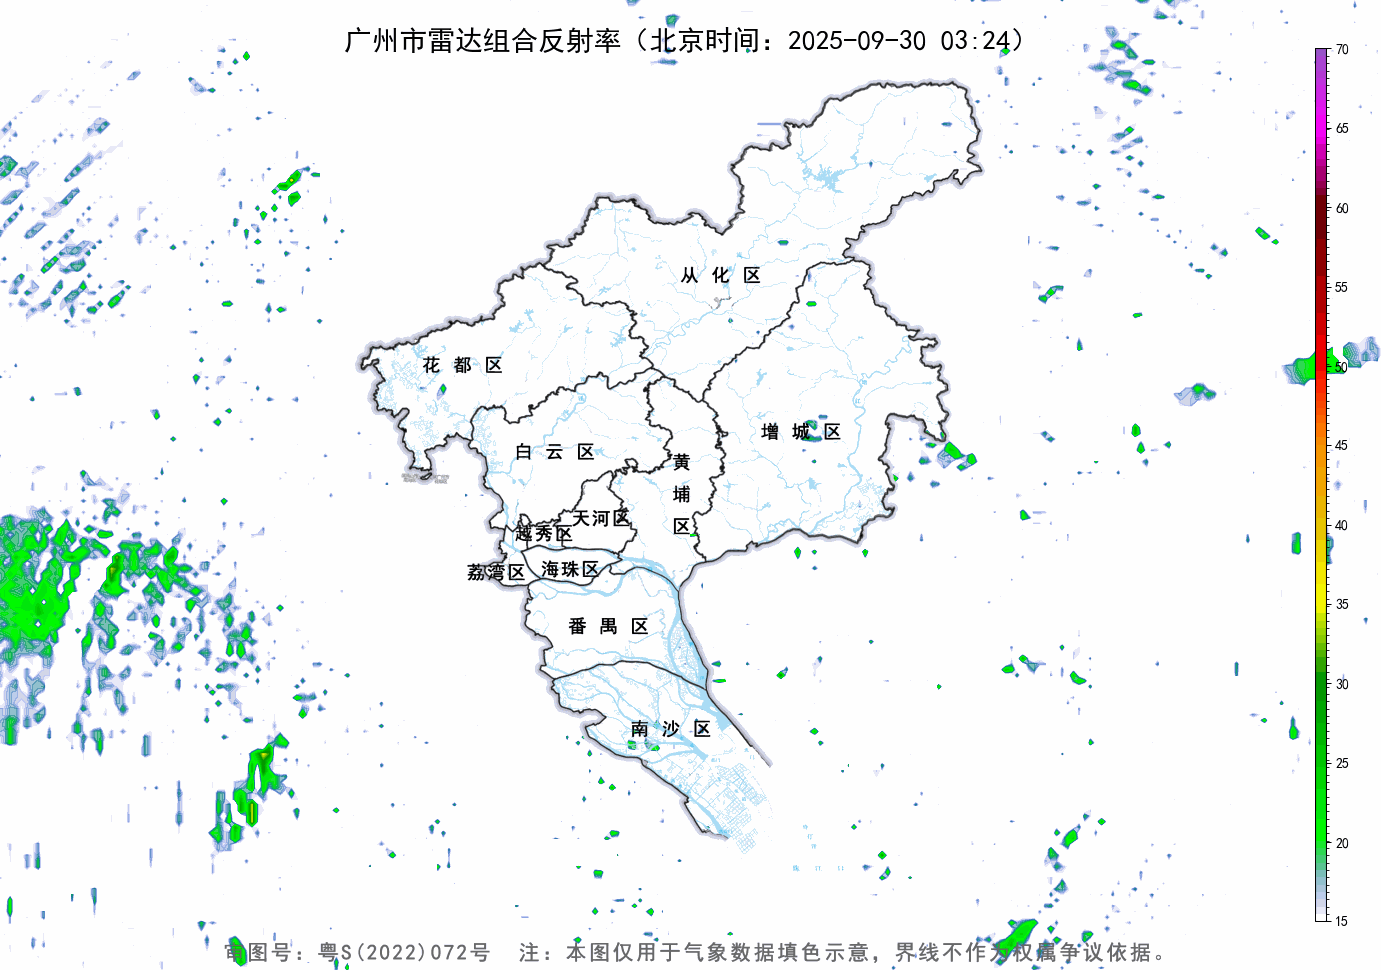 广州市雷达组合反射率（北京时间：2025-09-30 03:24）
70
65
60
55
50
45
40
35
30
25
20
15
从化区
花都区
增城区
白云区
黄埔区
天河区
越秀区
荔湾区
海珠区
番禺区
南沙区
审图号：粤S(2022)072号 注：本图仅用于气象数据填色示意，界线不作为权属争议依据。